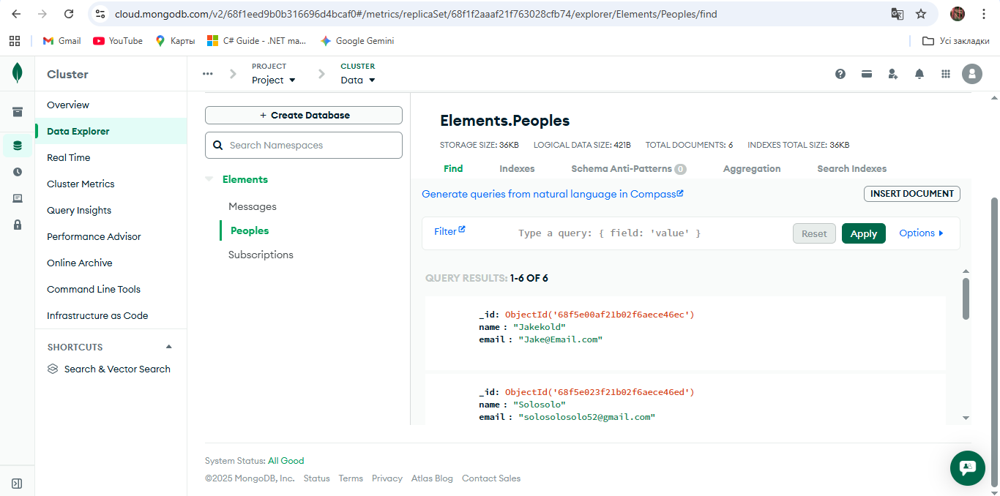 cloud.mongodb.com/v2/68f1eed9b0b316696d4bcaf0#/metrics/replicaSet/68f1f2aaaf21f763028cfb74/explorer/Elements/Peoples/find
Gmail YouTube Карты C# Guide - .NET ma... Google Gemini Усі закладки
Cluster
PROJECT
Project
CLUSTER
Data
Overview
Data Explorer
Real Time
Cluster Metrics
Query Insights
Performance Advisor
Online Archive
Command Line Tools
Infrastructure as Code
SHORTCUTS
Search & Vector Search
+ Create Database
Search Namespaces
Elements
Messages
Peoples
Subscriptions
Elements.Peoples
STORAGE SIZE: 36KB LOGICAL DATA SIZE: 421B TOTAL DOCUMENTS: 6 INDEXES TOTAL SIZE: 36KB
Find Indexes Schema Anti-Patterns 0 Aggregation Search Indexes
Generate queries from natural language in Compass
INSERT DOCUMENT
Filter Type a query: { field: 'value' } Reset Apply Options
QUERY RESULTS: 1-6 OF 6
_id: ObjectId('68f5e00af21b02f6aece46ec')
name : "Jakekold"
email : "Jake@Email.com"
_id: ObjectId('68f5e023f21b02f6aece46ed')
name : "Solosolo"
email : "solosolosolo52@gmail.com"
System Status: All Good
©2025 MongoDB, Inc. Status Terms Privacy Atlas Blog Contact Sales